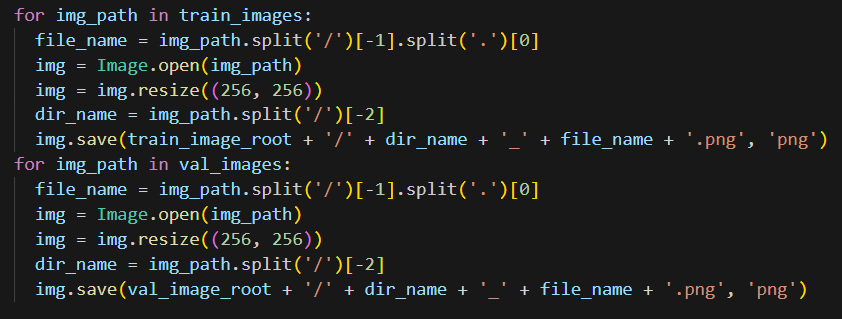 for img_path in train_images:
  file_name = img_path.split('/')[-1].split('.')[0]
  img = Image.open(img_path)
  img = img.resize((256, 256))
  dir_name = img_path.split('/')[-2]
  img.save(train_image_root + '/' + dir_name + '_' + file_name + '.png', 'png')
for img_path in val_images:
  file_name = img_path.split('/')[-1].split('.')[0]
  img = Image.open(img_path)
  img = img.resize((256, 256))
  dir_name = img_path.split('/')[-2]
  img.save(val_image_root + '/' + dir_name + '_' + file_name + '.png', 'png')